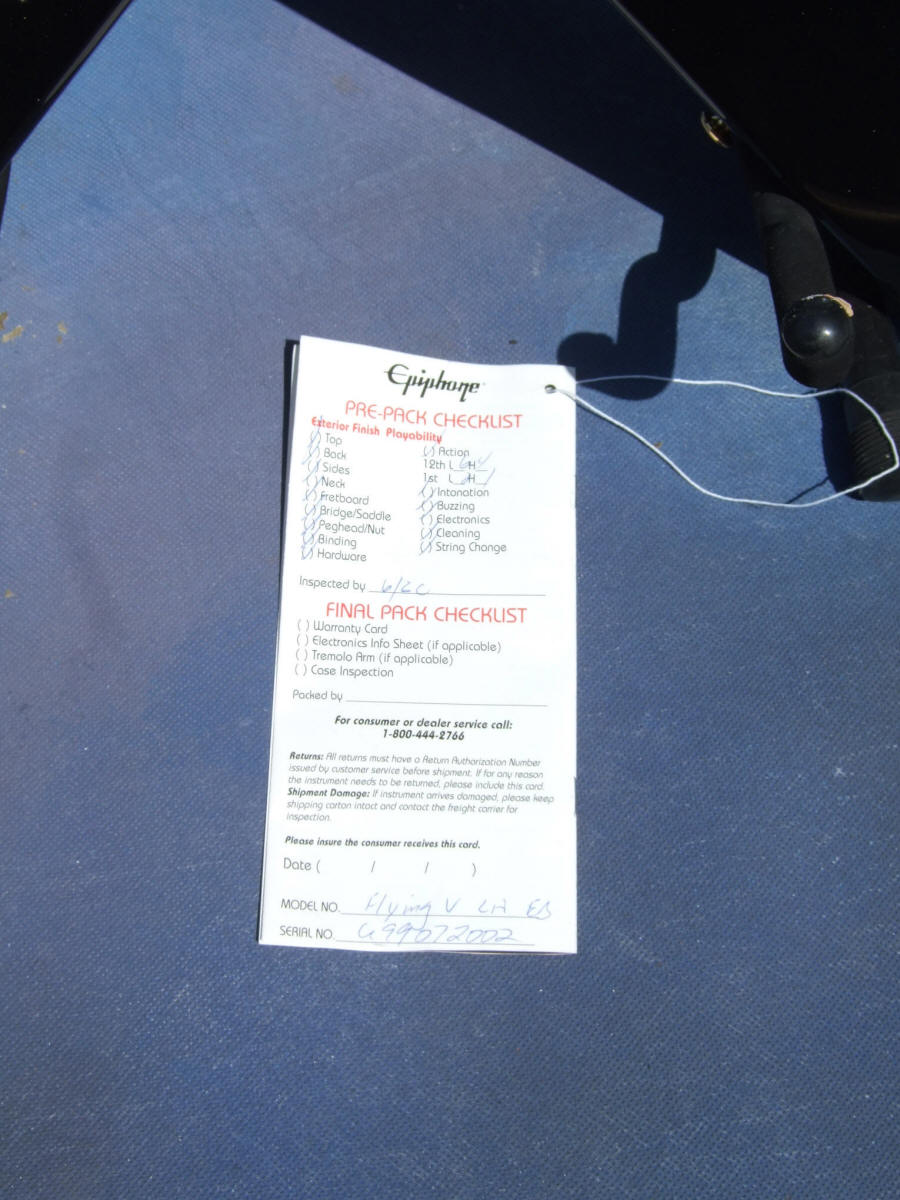 Epiphone
PRE-PACK CHECKLIST
Exterior Finish Playability
(√) Top
(√) Back
(√) Sides
(√) Neck
(√) Fretboard
(√) Bridge/Saddle
(√) Peghead/Nut
(√) Binding
(√) Hardware
(√) Action
12th L H
1st L H
(√) Intonation
(√) Buzzing
( ) Electronics
(√) Cleaning
(√) String Change
Inspected by
FINAL PACK CHECKLIST
( ) Warranty Card
( ) Electronics Info Sheet (if applicable)
( ) Tremolo Arm (if applicable)
( ) Case Inspection
Packed by
For consumer or dealer service call:
1-800-444-2766
Returns: All returns must have a Return Authorization Number
issued by customer service before shipment. If for any reason
the instrument needs to be returned, please include this card.
Shipment Damage: If instrument arrives damaged, please keep
shipping carton intact and contact the freight carrier for
inspection.
Please insure the consumer receives this card.
Date ( / / )
MODEL NO. Flying V LH EB
SERIAL NO. U99072002